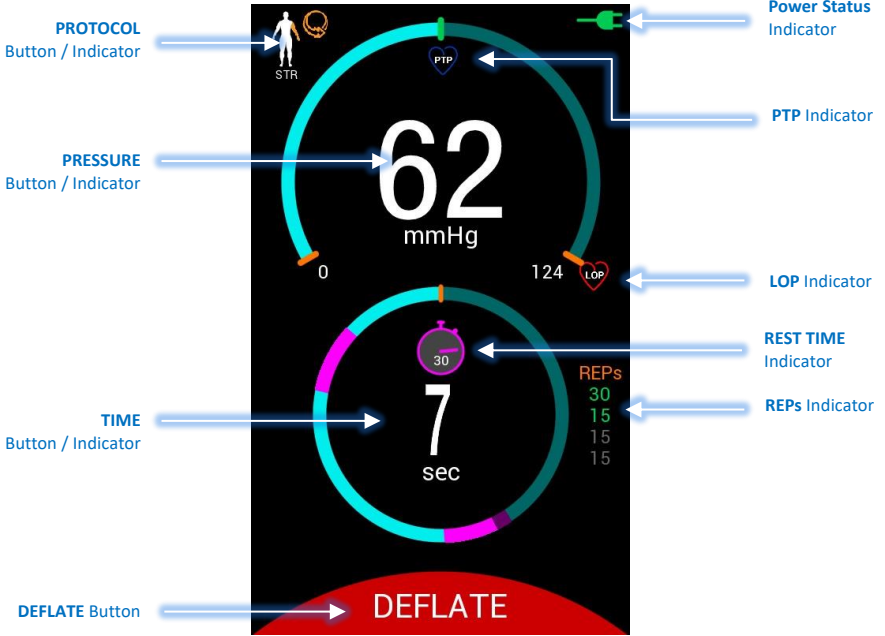 PROTOCOL
Button / Indicator
STR
Power Status
Indicator
PTP
PTP Indicator
PRESSURE
Button / Indicator
62
mmHg
0
124
LOP
LOP Indicator
30
REST TIME
Indicator
REPs
30
15
15
15
REPs Indicator
TIME
Button / Indicator
7
sec
DEFLATE Button
DEFLATE